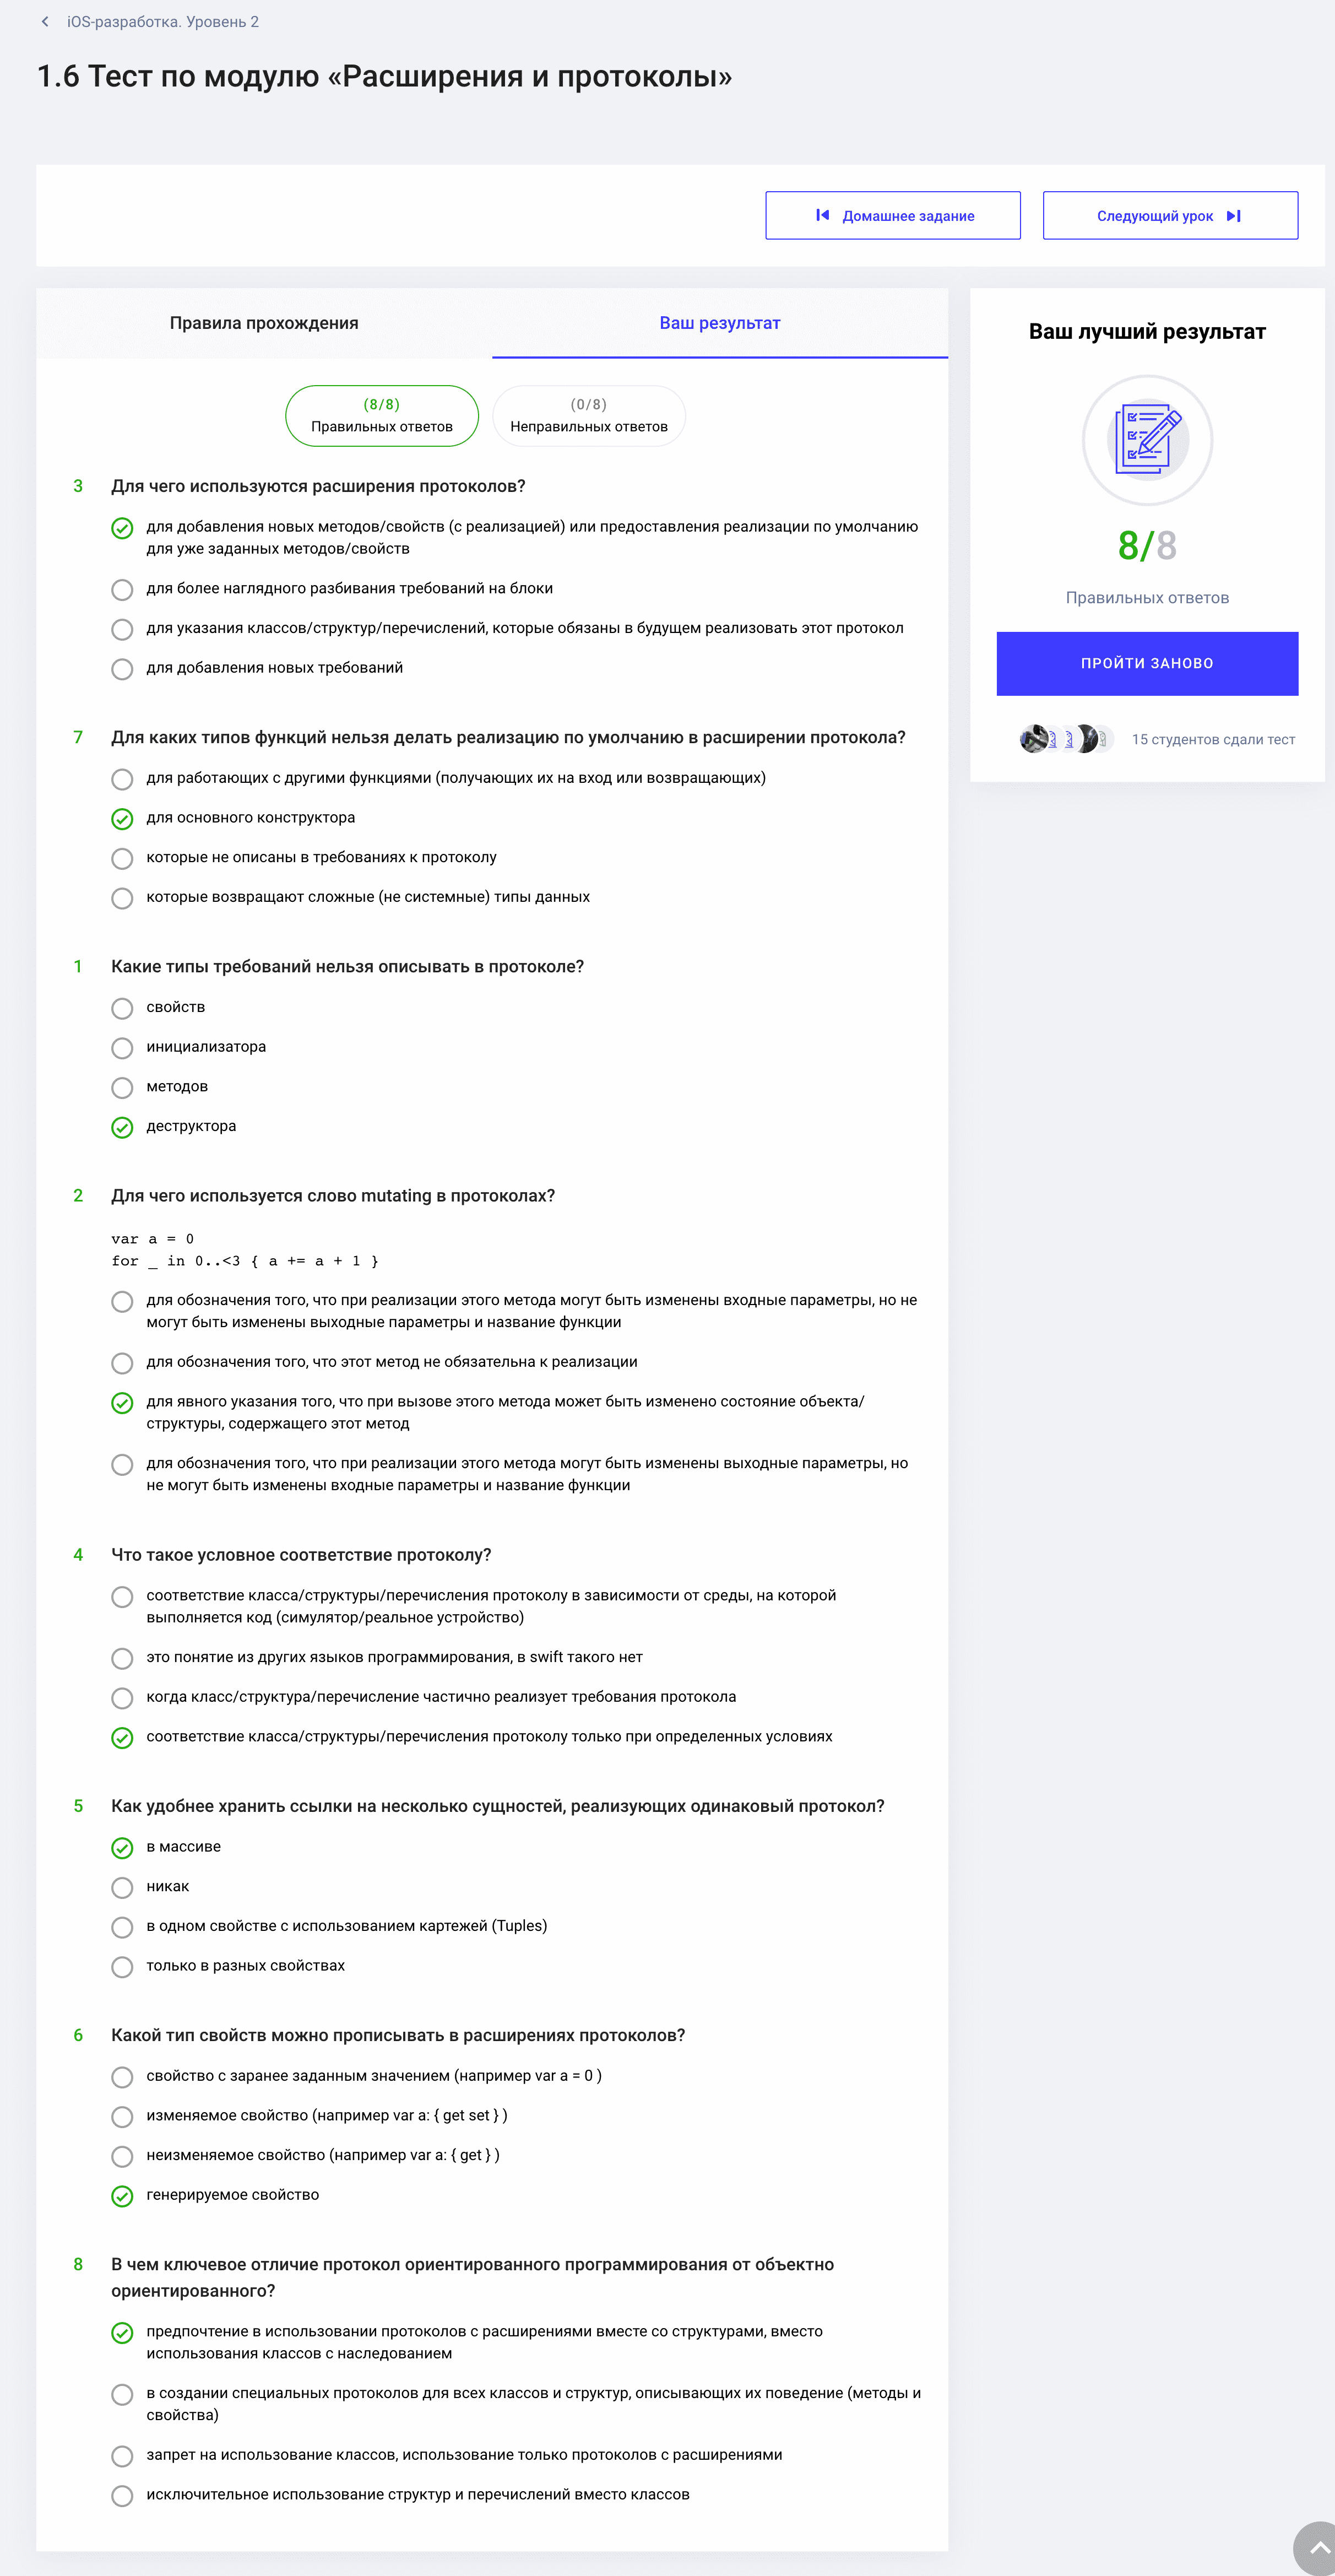 iOS-разработка. Уровень 2
1.6 Тест по модулю «Расширения и протоколы»
Домашнее задание
Следующий урок
Правила прохождения
Ваш результат
(8/8)
Правильных ответов
(0/8)
Неправильных ответов
3 Для чего используются расширения протоколов?
для добавления новых методов/свойств (с реализацией) или предоставления реализации по умолчанию
для уже заданных методов/свойств
для более наглядного разбивания требований на блоки
для указания классов/структур/перечислений, которые обязаны в будущем реализовать этот протокол
для добавления новых требований
7 Для каких типов функций нельзя делать реализацию по умолчанию в расширении протокола?
для работающих с другими функциями (получающих их на вход или возвращающих)
для основного конструктора
которые не описаны в требованиях к протоколу
которые возвращают сложные (не системные) типы данных
1 Какие типы требований нельзя описывать в протоколе?
свойств
инициализатора
методов
деструктора
2 Для чего используется слово mutating в протоколах?
var a = 0
for _ in 0..<3 { a += a + 1 }
для обозначения того, что при реализации этого метода могут быть изменены входные параметры, но не
могут быть изменены выходные параметры и название функции
для обозначения того, что этот метод не обязательна к реализации
для явного указания того, что при вызове этого метода может быть изменено состояние объекта/
структуры, содержащего этот метод
для обозначения того, что при реализации этого метода могут быть изменены выходные параметры, но
не могут быть изменены входные параметры и название функции
4 Что такое условное соответствие протоколу?
соответствие класса/структуры/перечисления протоколу в зависимости от среды, на которой
выполняется код (симулятор/реальное устройство)
это понятие из других языков программирования, в swift такого нет
когда класс/структура/перечисление частично реализует требования протокола
соответствие класса/структуры/перечисления протоколу только при определенных условиях
5 Как удобнее хранить ссылки на несколько сущностей, реализующих одинаковый протокол?
в массиве
никак
в одном свойстве с использованием картежей (Tuples)
только в разных свойствах
6 Какой тип свойств можно прописывать в расширениях протоколов?
свойство с заранее заданным значением (например var a = 0 )
изменяемое свойство (например var a: { get set } )
неизменяемое свойство (например var a: { get } )
генерируемое свойство
8 В чем ключевое отличие протокол ориентированного программирования от объектно
ориентированного?
предпочтение в использовании протоколов с расширениями вместе со структурами, вместо
использования классов с наследованием
в создании специальных протоколов для всех классов и структур, описывающих их поведение (методы и
свойства)
запрет на использование классов, использование только протоколов с расширениями
исключительное использование структур и перечислений вместо классов
Ваш лучший результат
8/8
Правильных ответов
ПРОЙТИ ЗАНОВО
15 студентов сдали тест